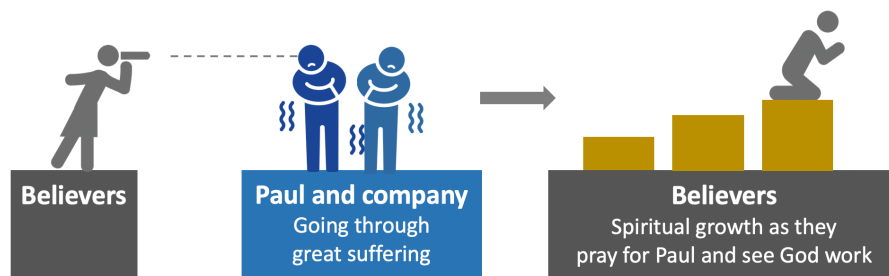 Believers
Paul and company
Going through
great suffering
Believers
Spiritual growth as they
pray for Paul and see God work